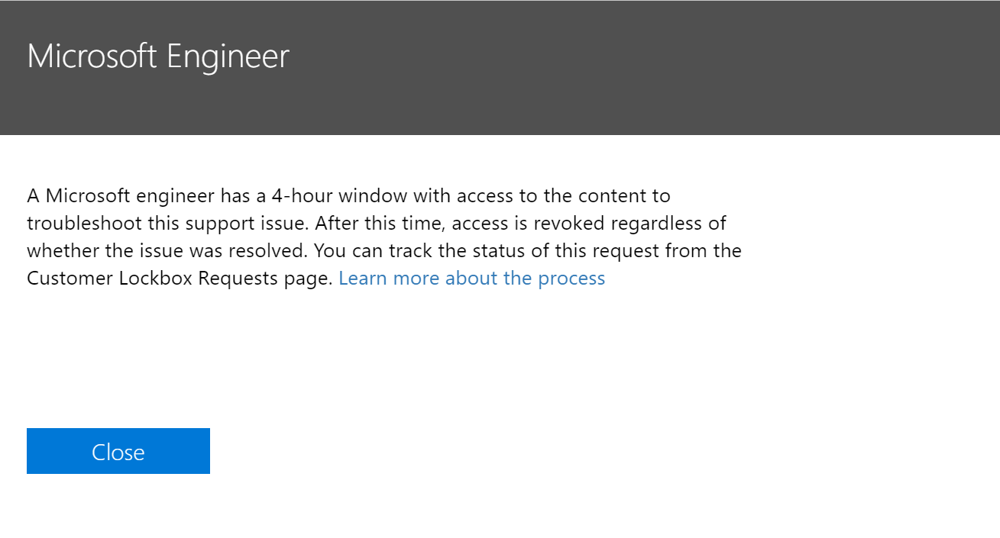 Microsoft Engineer
A Microsoft engineer has a 4-hour window with access to the content to
troubleshoot this support issue. After this time, access is revoked regardless of
whether the issue was resolved. You can track the status of this request from the
Customer Lockbox Requests page. Learn more about the process
Close